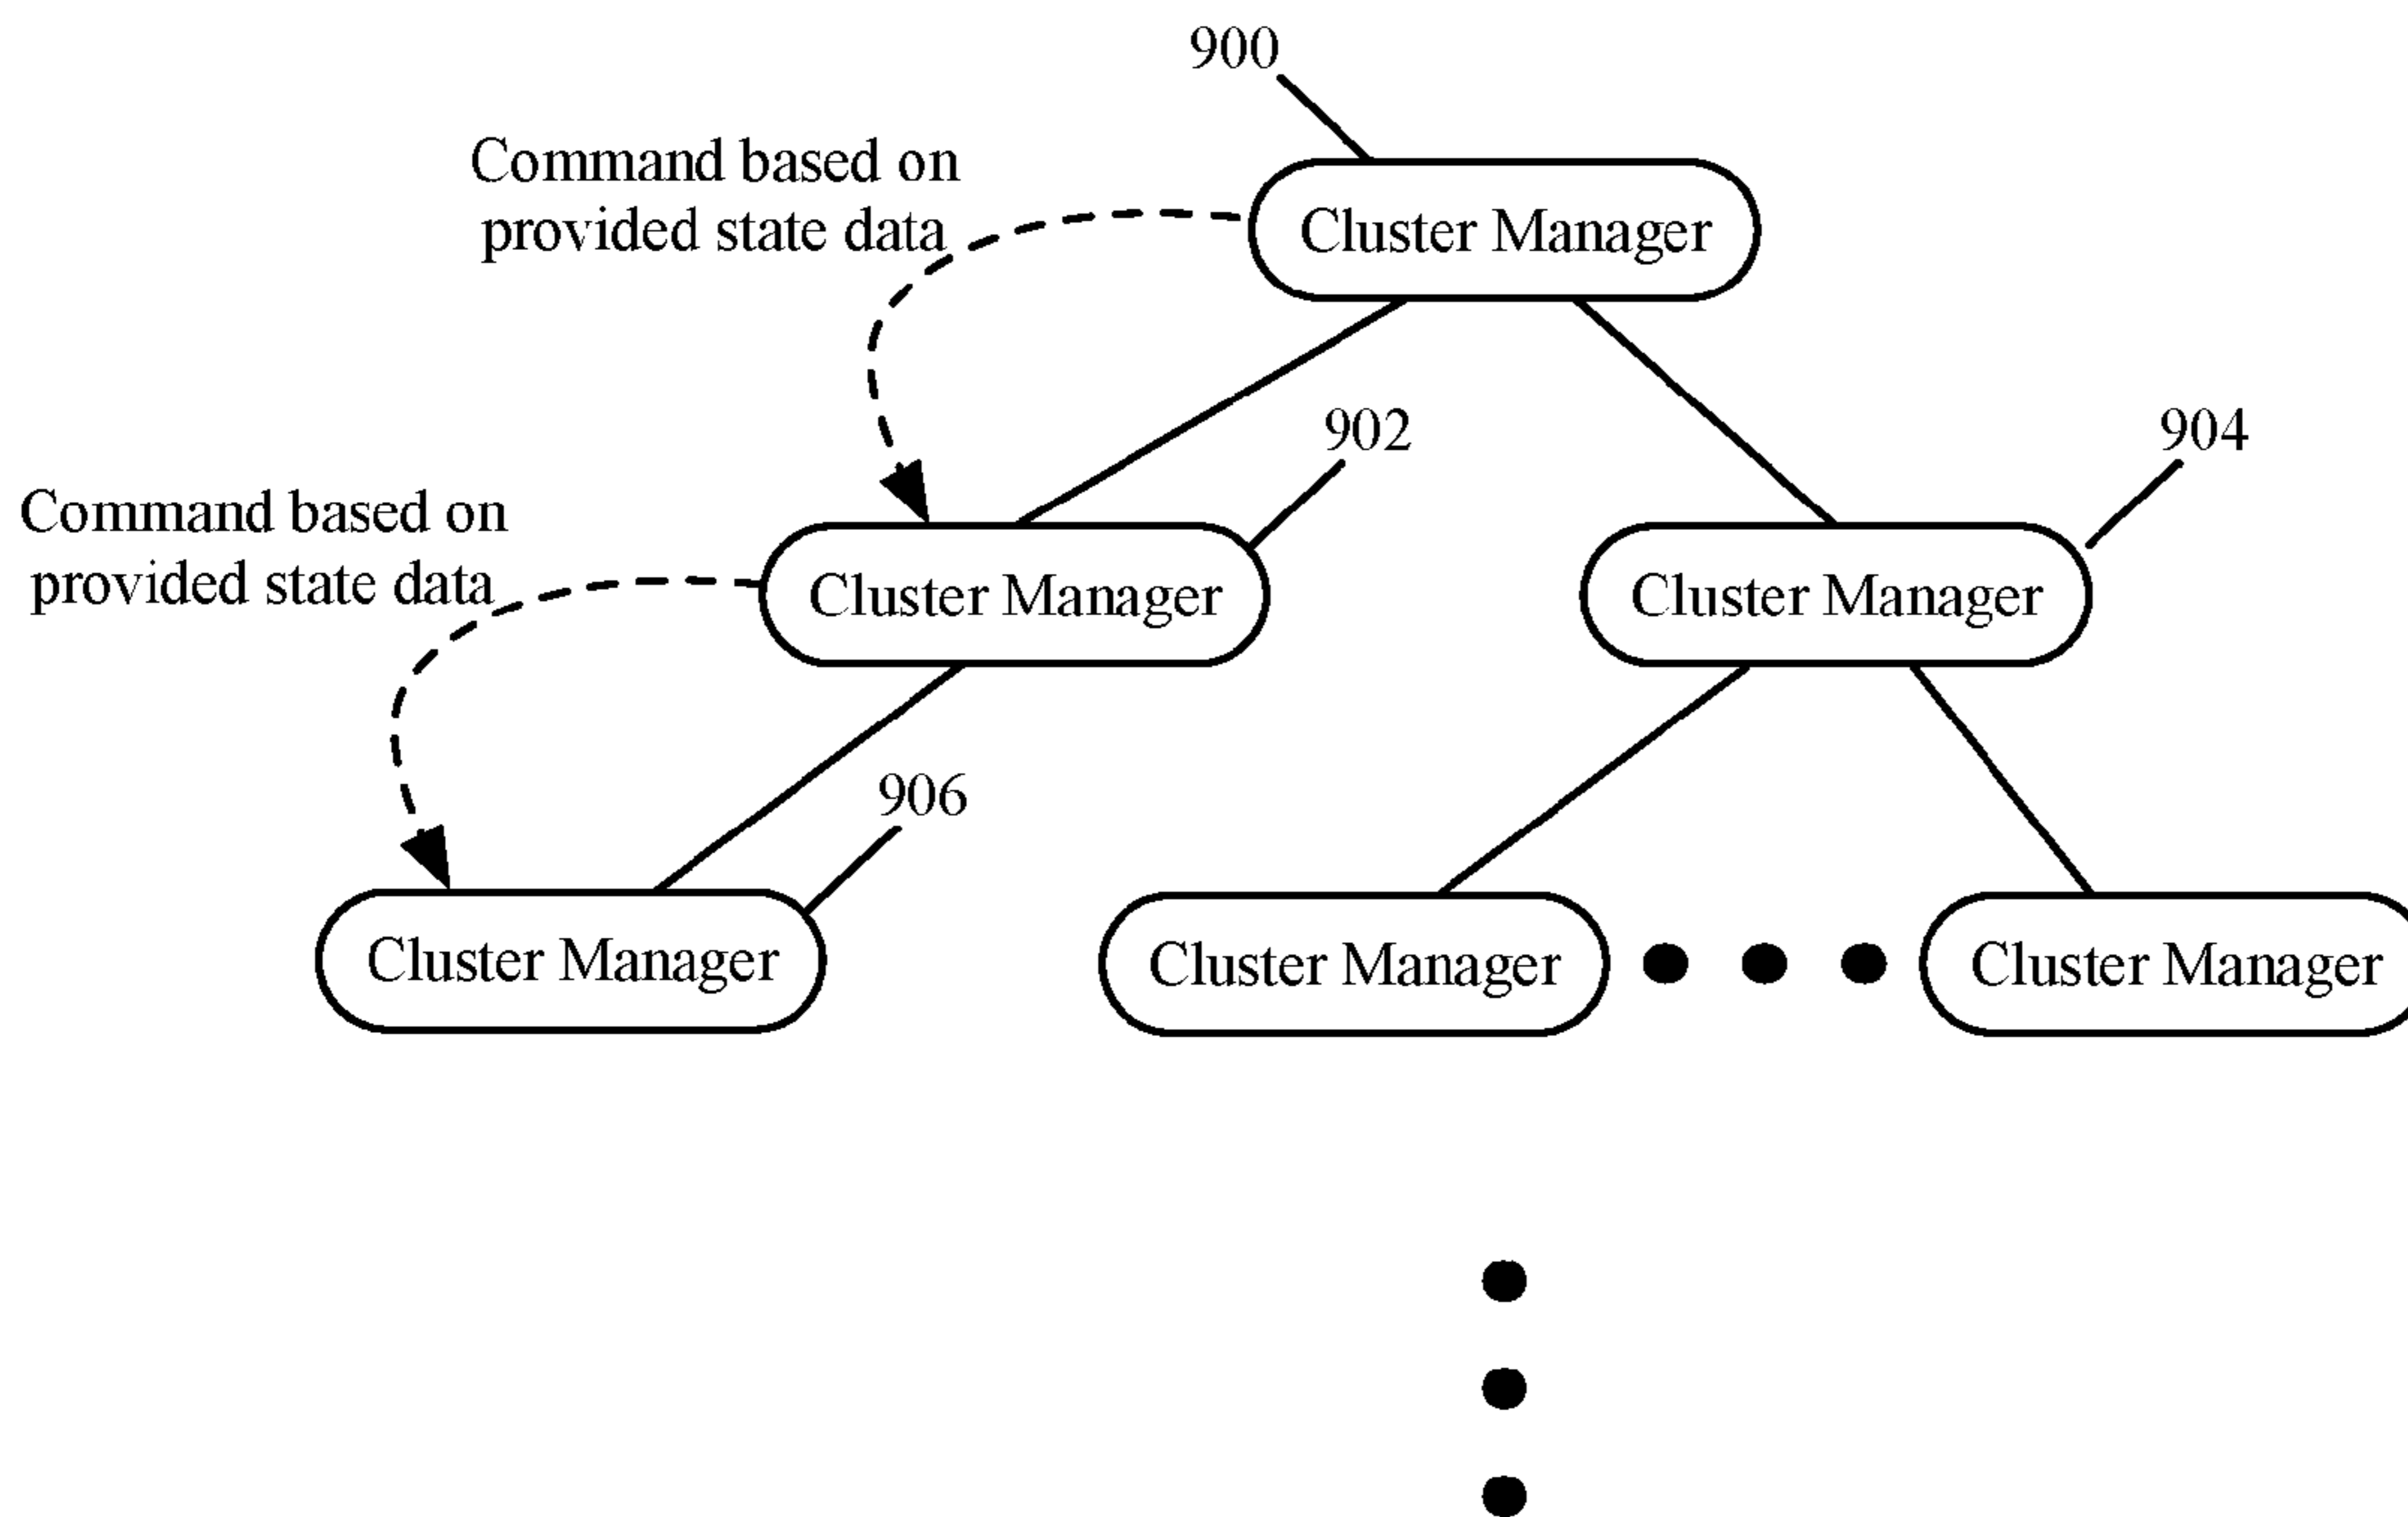 900
Command based on
provided state data
Cluster Manager
902
904
Command based on
provided state data
Cluster Manager
Cluster Manager
906
Cluster Manager
Cluster Manager
Cluster Manager